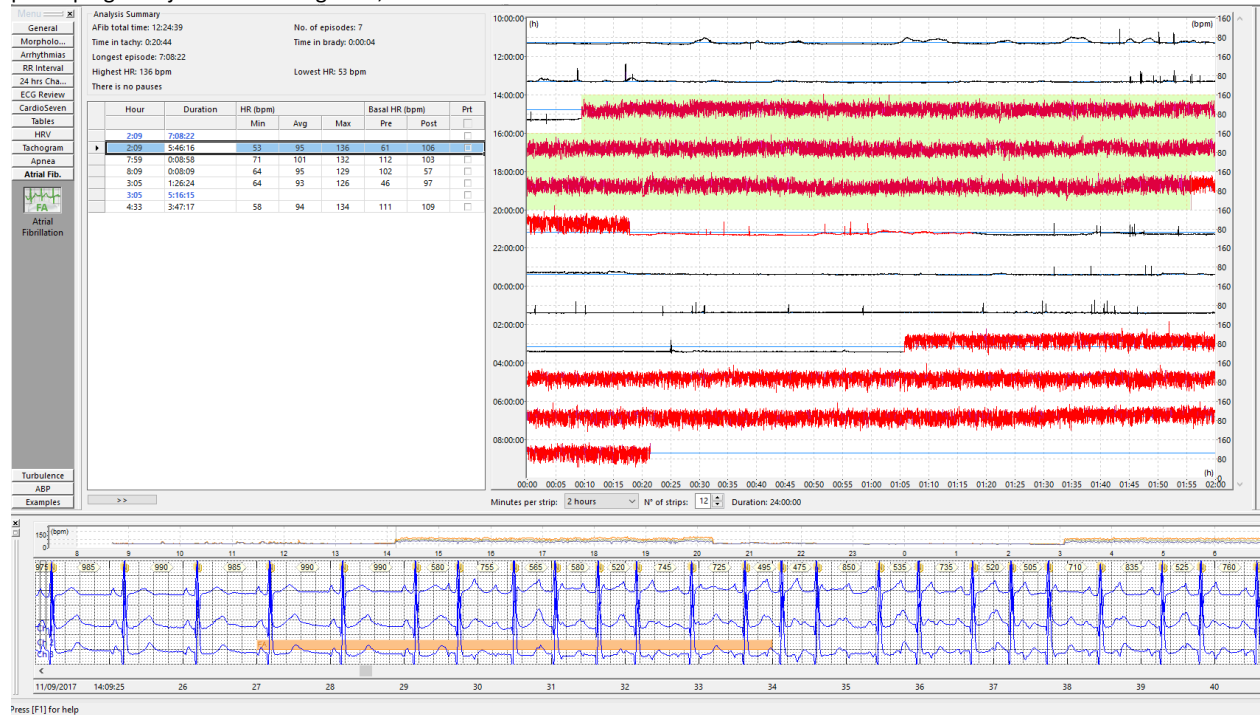 Menu
General
Morpholo...
Arrhythmias
RR Interval
24 hrs Cha...
ECG Review
CardioSeven
Tables
HRV
Tachogram
Apnea
Atrial Fib.
FA
Atrial
Fibrillation
Turbulence
ABP
Examples
Analysis Summary
AFib total time: 12:24:39 No. of episodes: 7
Time in tachy: 0:20:44 Time in brady: 0:00:04
Longest episode: 7:08:22
Highest HR: 136 bpm Lowest HR: 53 bpm
There is no pauses
Hour Duration HR (bpm) Basal HR (bpm) Prt
Min Avg Max Pre Post
2:09 7:08:22
2:09 5:46:16 53 95 136 61 106
7:59 0:08:58 71 101 132 112 103
8:09 0:08:09 64 95 129 102 57
3:05 1:26:24 64 93 126 46 97
3:05 5:16:15
4:33 3:47:17 58 94 134 111 109
>>
10:00:00 (h) (bpm) 160
80
12:00:00 160
80
14:00:00 160
80
16:00:00 160
80
18:00:00 160
80
20:00:00 160
80
22:00:00 160
80
00:00:00 160
80
02:00:00 160
80
04:00:00 160
80
06:00:00 160
80
08:00:00 160
80
(h)
0
00:00 00:05 00:10 00:15 00:20 00:25 00:30 00:35 00:40 00:45 00:50 00:55 01:00 01:05 01:10 01:15 01:20 01:25 01:30 01:35 01:40 01:45 01:50 01:55 02:00
Minutes per strip: 2 hours N° of strips: 12 Duration: 24:00:00
150 (bpm)
0
8 9 10 11 12 13 14 15 16 17 18 19 20 21 22 23 0 1 2 3 4 5 6
975 985 990 985 990 990 580 755 565 580 520 745 725 495 475 850 535 735 520 505 710 835 525 760
Ch 2
Ch 3
<
11/09/2017 14:09:25 26 27 28 29 30 31 32 33 34 35 36 37 38 39 40
Press [F1] for help